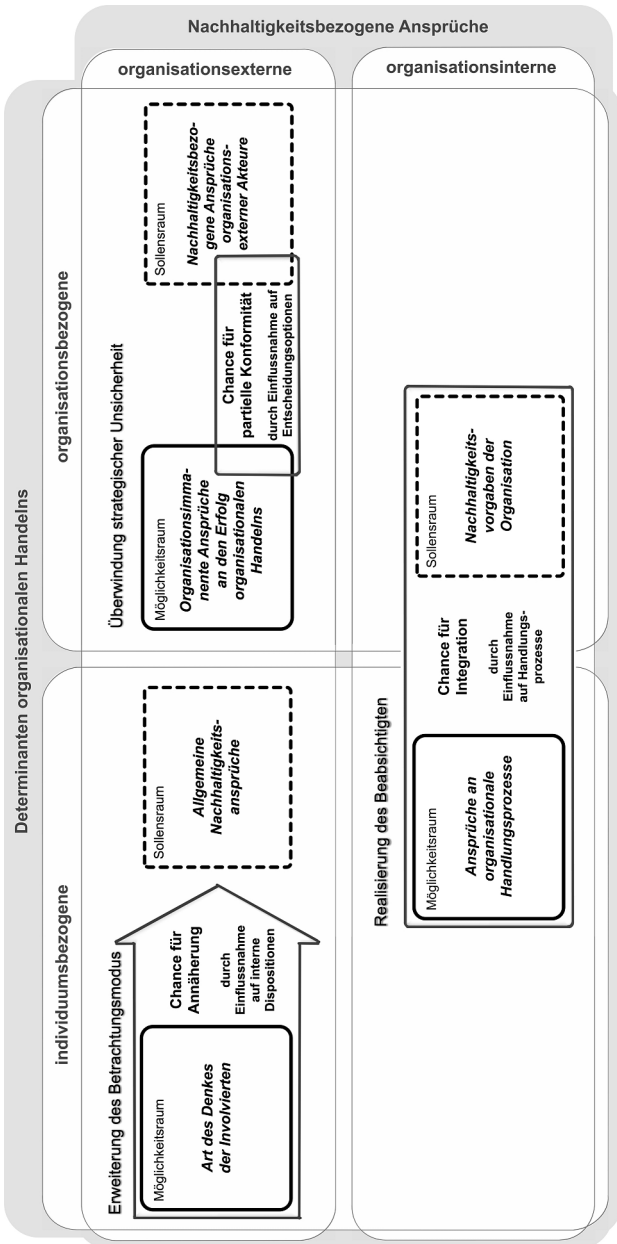 Nachhaltigkeitsbezogene Ansprüche
organisationsexterne
organisationsinterne
Determinanten organisationalen Handelns
individuumsbezogene
organisationsbezogene
Erweiterung des Betrachtungsmodus
Möglichkeitsraum
Art des Denkes
der Involvierten
Chance für
Annäherung
durch
Einflussnahme
auf interne
Dispositionen
Sollensraum
Allgemeine
Nachhaltigkeits-
ansprüche
Überwindung strategischer Unsicherheit
Möglichkeitsraum
Organisationsimma-
nente Ansprüche
an den Erfolg
organisationalen
Handelns
Chance für
partielle Konformität
durch Einflussnahme auf
Entscheidungsoptionen
Sollensraum
Nachhaltigkeitsbezo-
gene Ansprüche
organisations-
externer Akteure
Realisierung des Beabsichtigten
Möglichkeitsraum
Ansprüche an
organisationale
Handlungsprozesse
Chance für
Integration
durch
Einflussnahme
auf Handlungs-
prozesse
Sollensraum
Nachhaltigkeits-
vorgaben der
Organisation